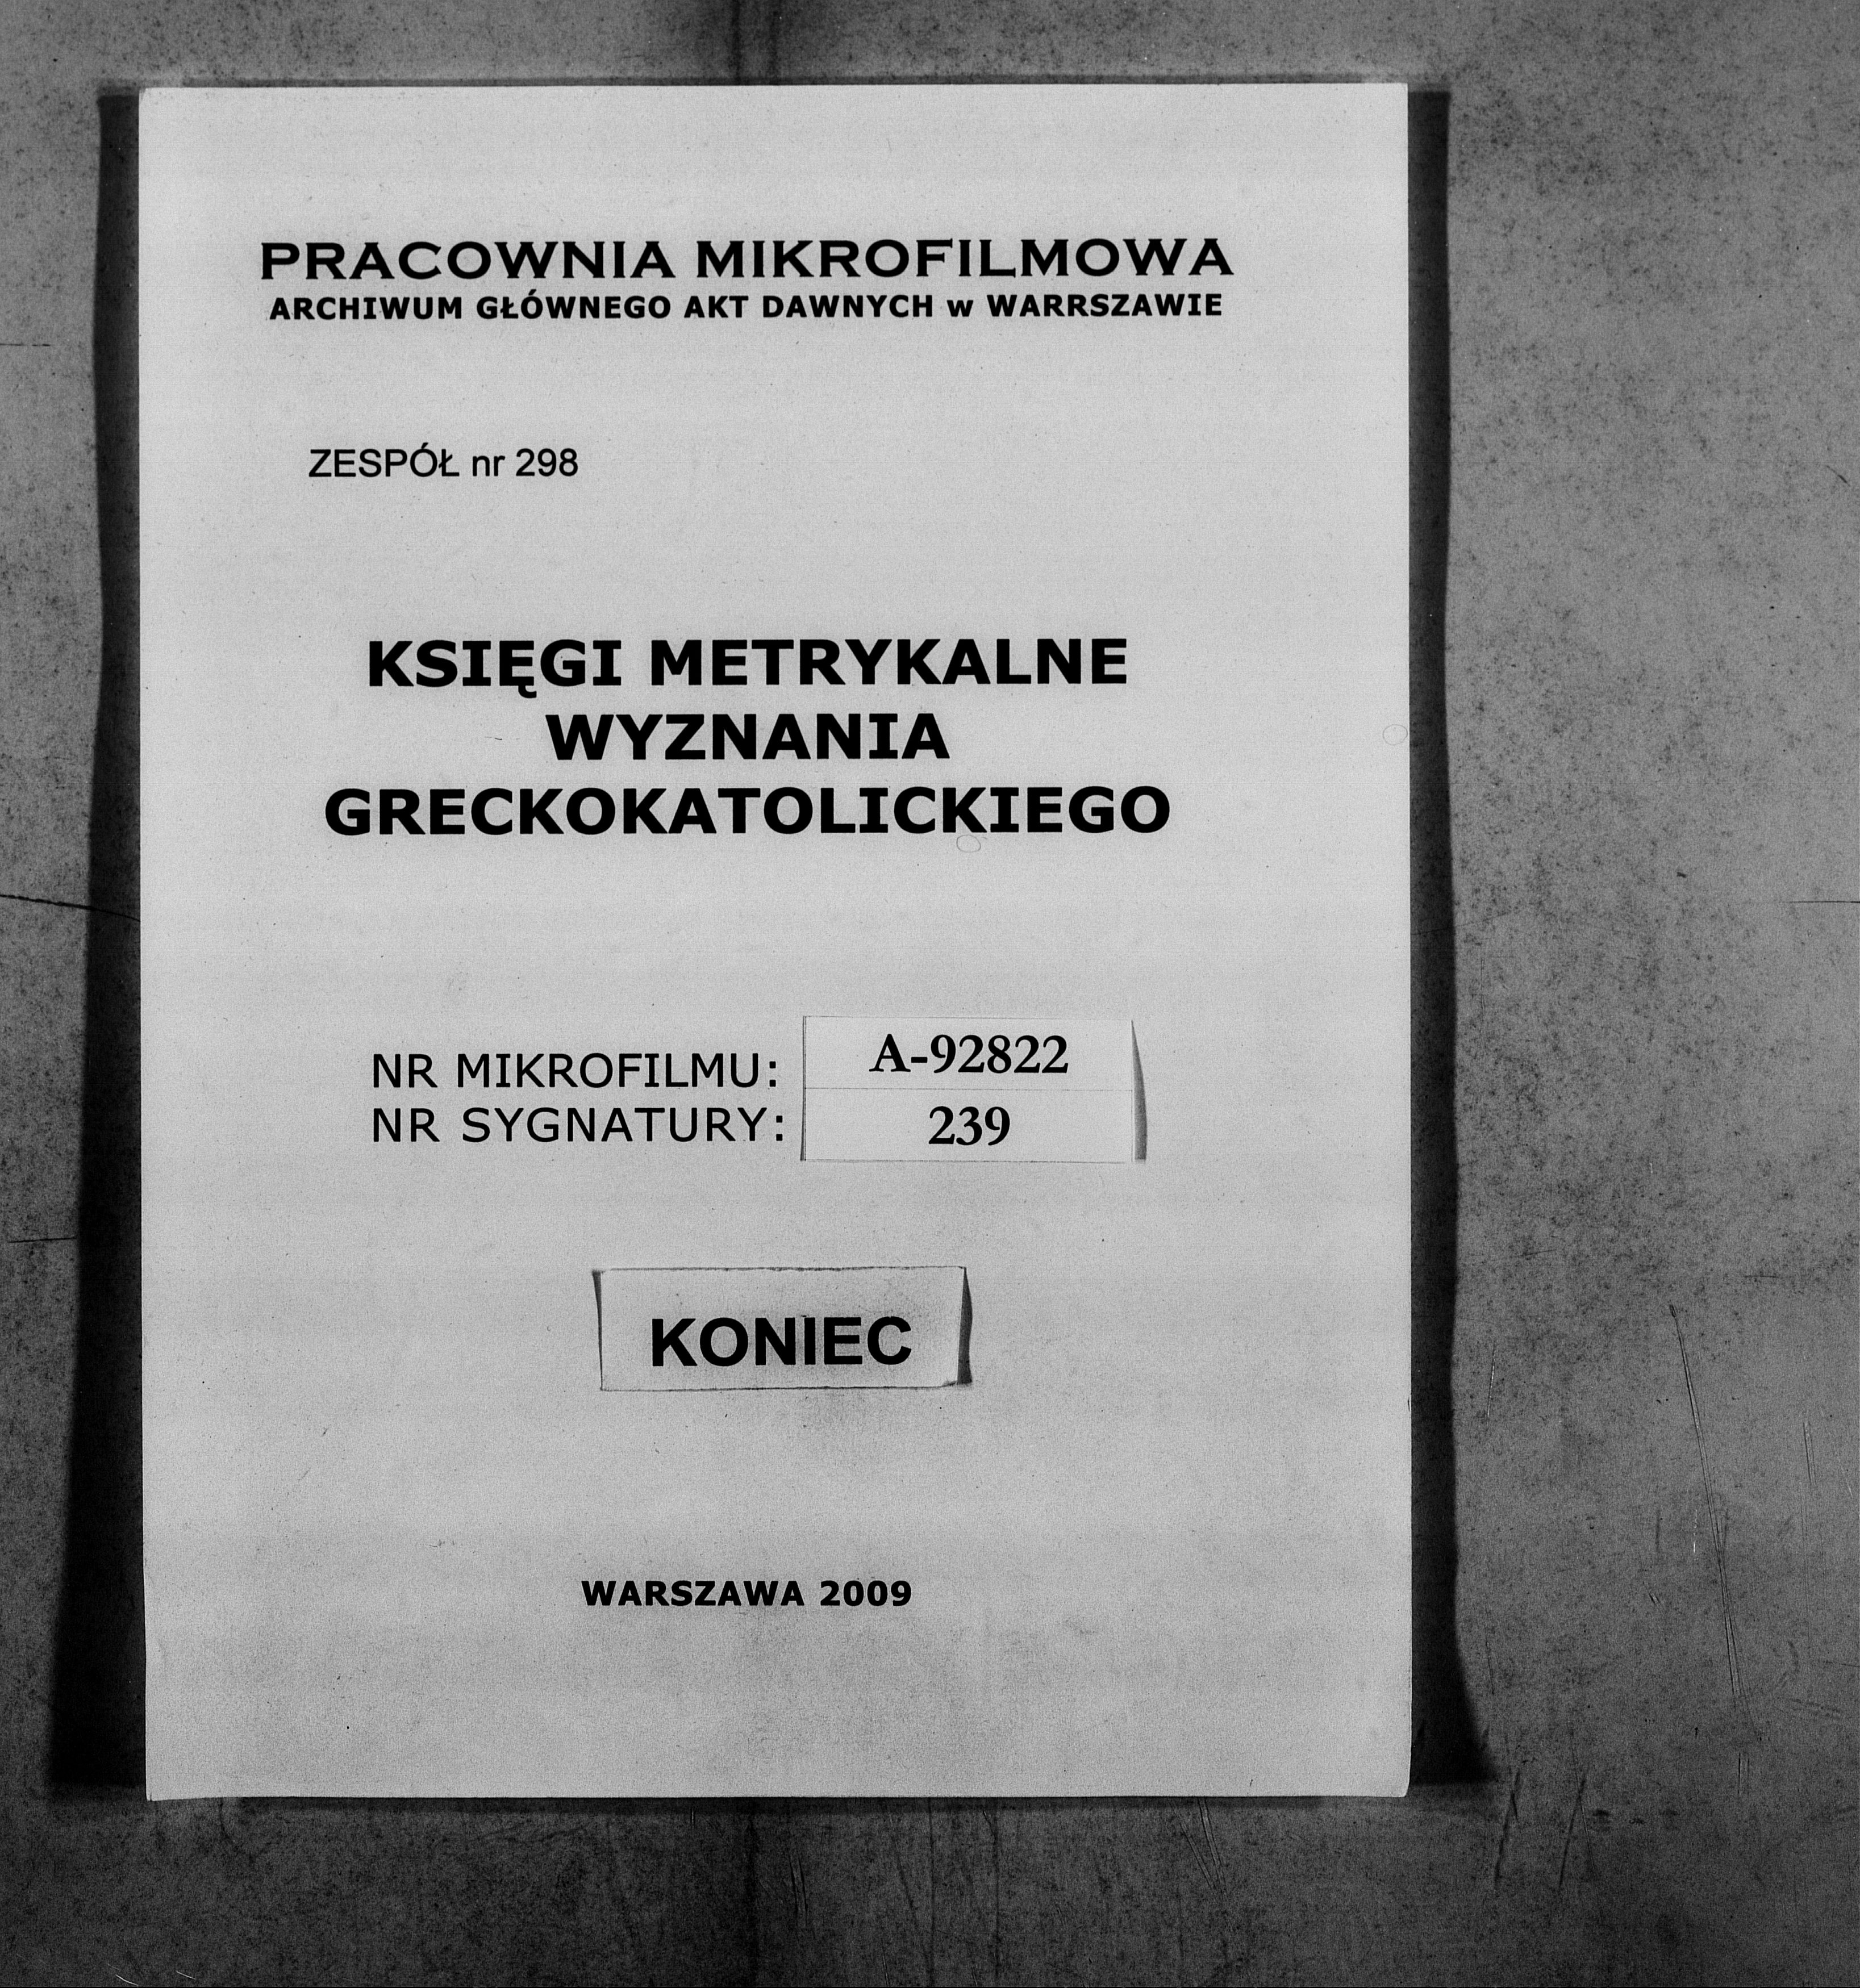 PRACOWNIA MIKROFILMOWA
ARCHIWUM GŁÓWNEGO AKT DAWNYCH w WARRSZAWIE
ZESPÓŁ nr 298
KSIĘGI METRYKALNE
WYZNANIA
GRECKOKATOLICKIEGO
NR MIKROFILMU: A-92822
NR SYGNATURY: 239
KONIEC
WARSZAWA 2009